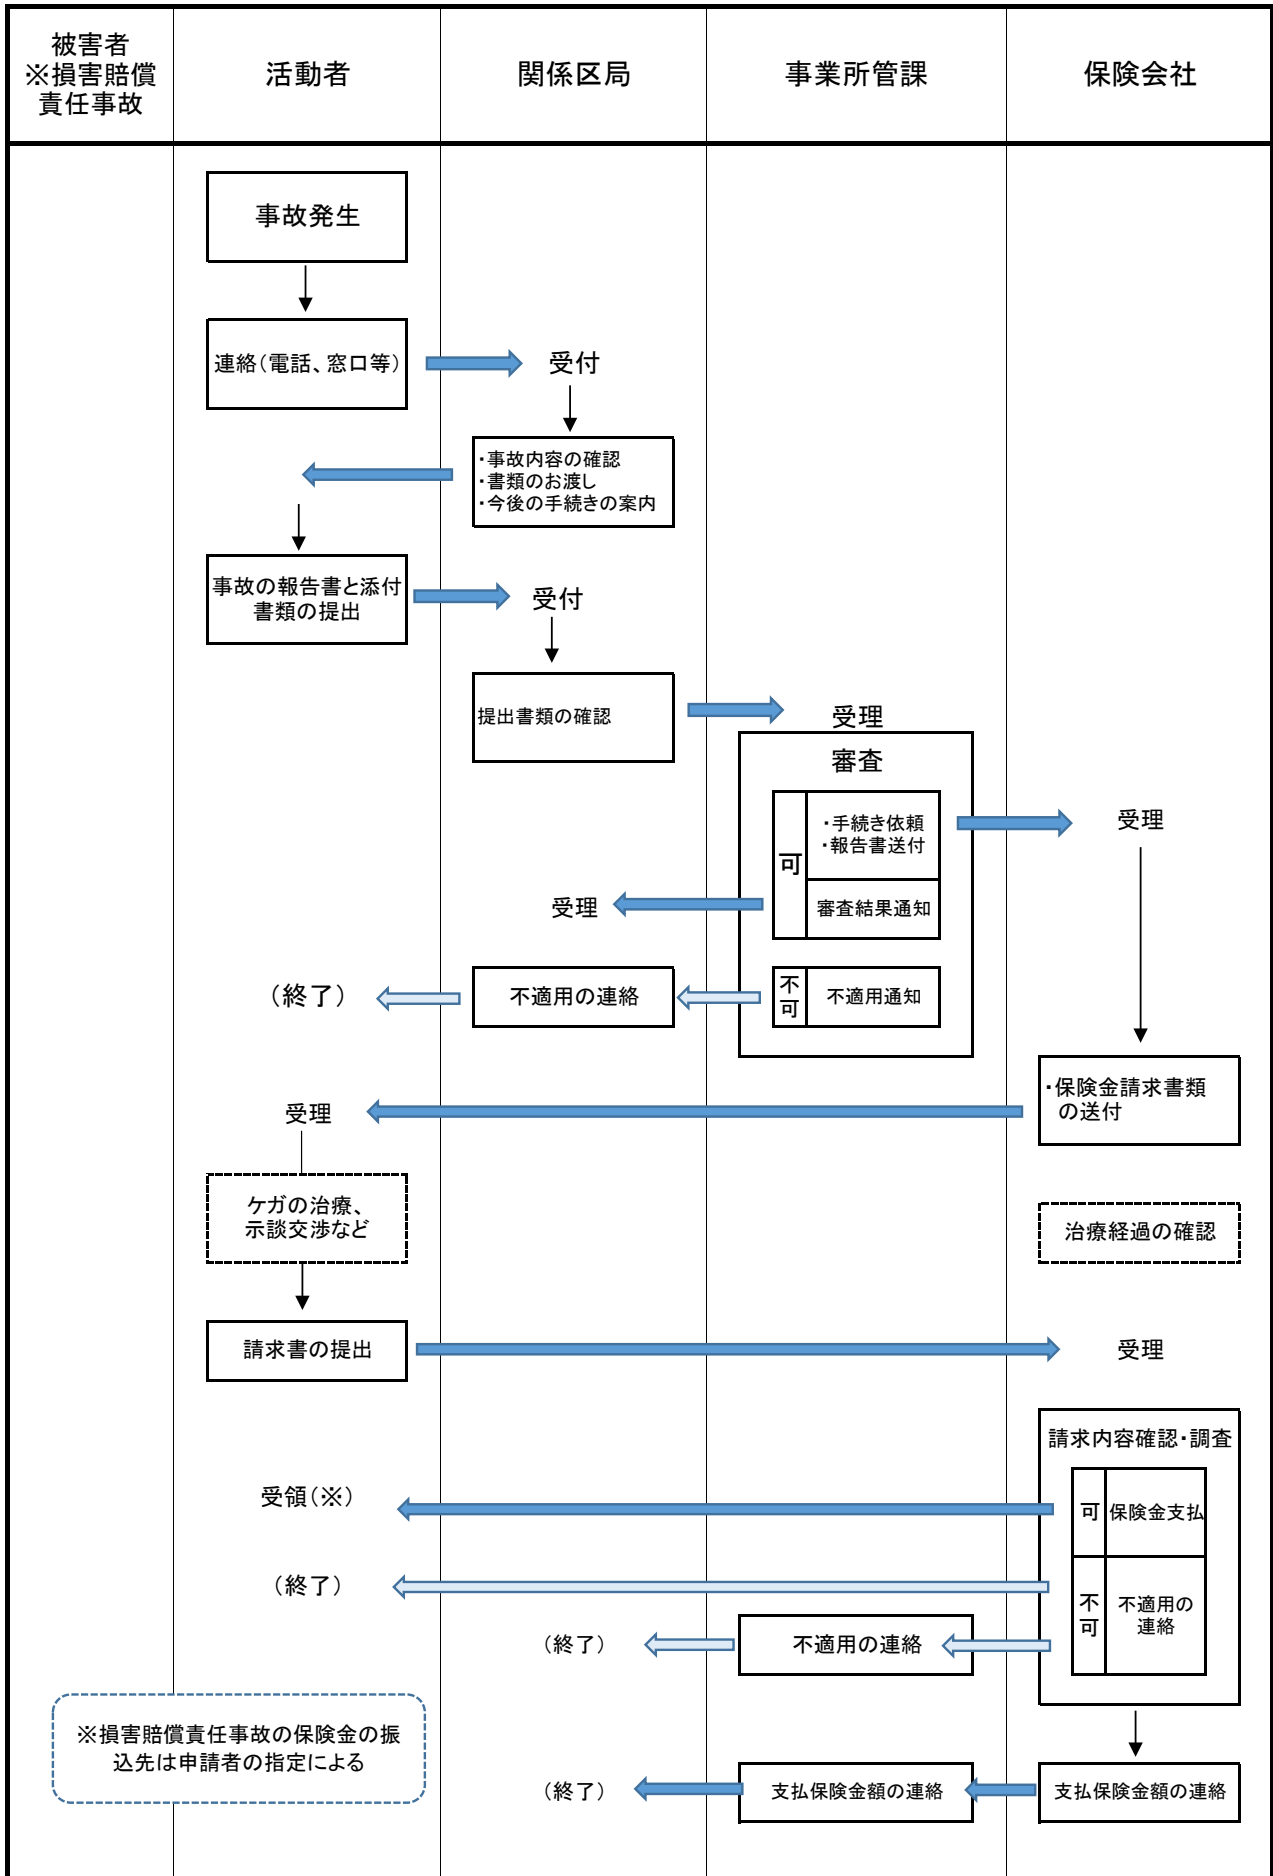 被害者
※損害賠償
責任事故
活動者
関係区局
事業所管課
保険会社
事故発生
連絡（電話、窓口等）
受付
・事故内容の確認
・書類のお渡し
・今後の手続きの案内
事故の報告書と添付
書類の提出
受付
提出書類の確認
受理
審査
可
・手続き依頼
・報告書送付
受理
審査結果通知
受理
不可
不適用通知
不適用の連絡
（終了）
・保険金請求書類
の送付
受理
ケガの治療、
示談交渉など
治療経過の確認
請求書の提出
受理
請求内容確認・調査
可
保険金支払
受領（※）
不可
不適用の
連絡
（終了）
不適用の連絡
（終了）
※損害賠償責任事故の保険金の振
込先は申請者の指定による
支払保険金額の連絡
支払保険金額の連絡
（終了）